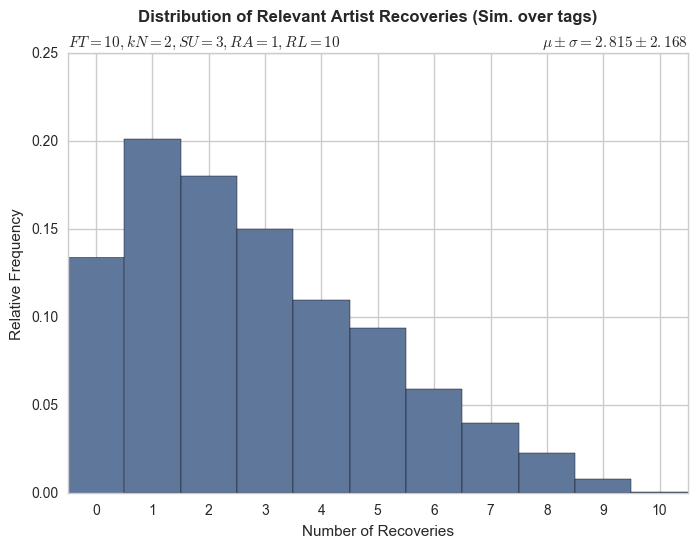 Distribution of Relevant Artist Recoveries (Sim. over tags)
FT = 10, kN = 2, SU = 3, RA = 1, RL = 10
μ ± σ = 2.815 ± 2.168
0.25
0.20
0.15
0.10
0.05
0.00
Relative Frequency
0 1 2 3 4 5 6 7 8 9 10
Number of Recoveries